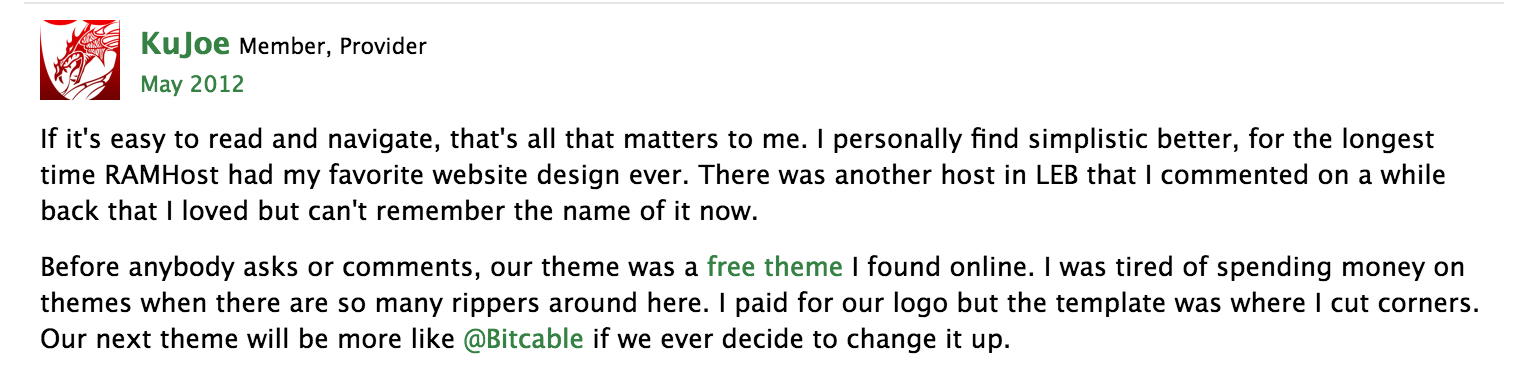 KuJoe Member, Provider
May 2012
If it's easy to read and navigate, that's all that matters to me. I personally find simplistic better, for the longest
time RAMHost had my favorite website design ever. There was another host in LEB that I commented on a while
back that I loved but can't remember the name of it now.
Before anybody asks or comments, our theme was a free theme I found online. I was tired of spending money on
themes when there are so many rippers around here. I paid for our logo but the template was where I cut corners.
Our next theme will be more like @Bitcable if we ever decide to change it up.